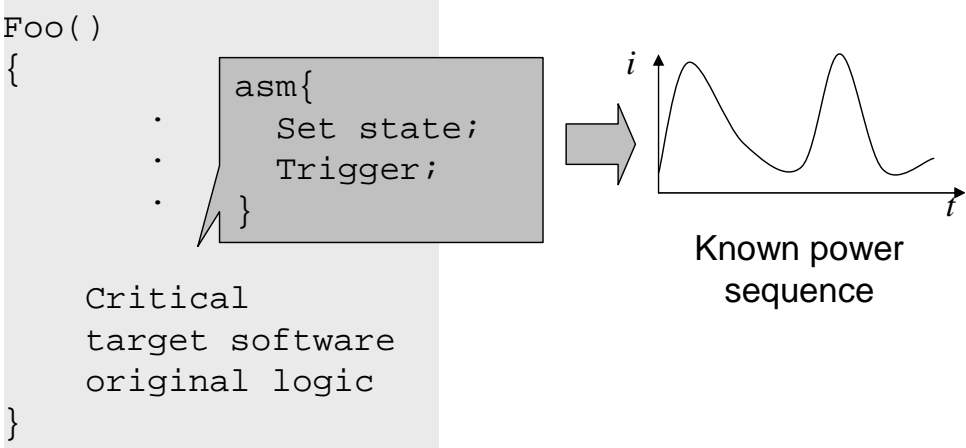 Foo()
{
.
.
.
asm{
Set state;
Trigger;
}
Critical
target software
original logic
}
i
t
Known power
sequence